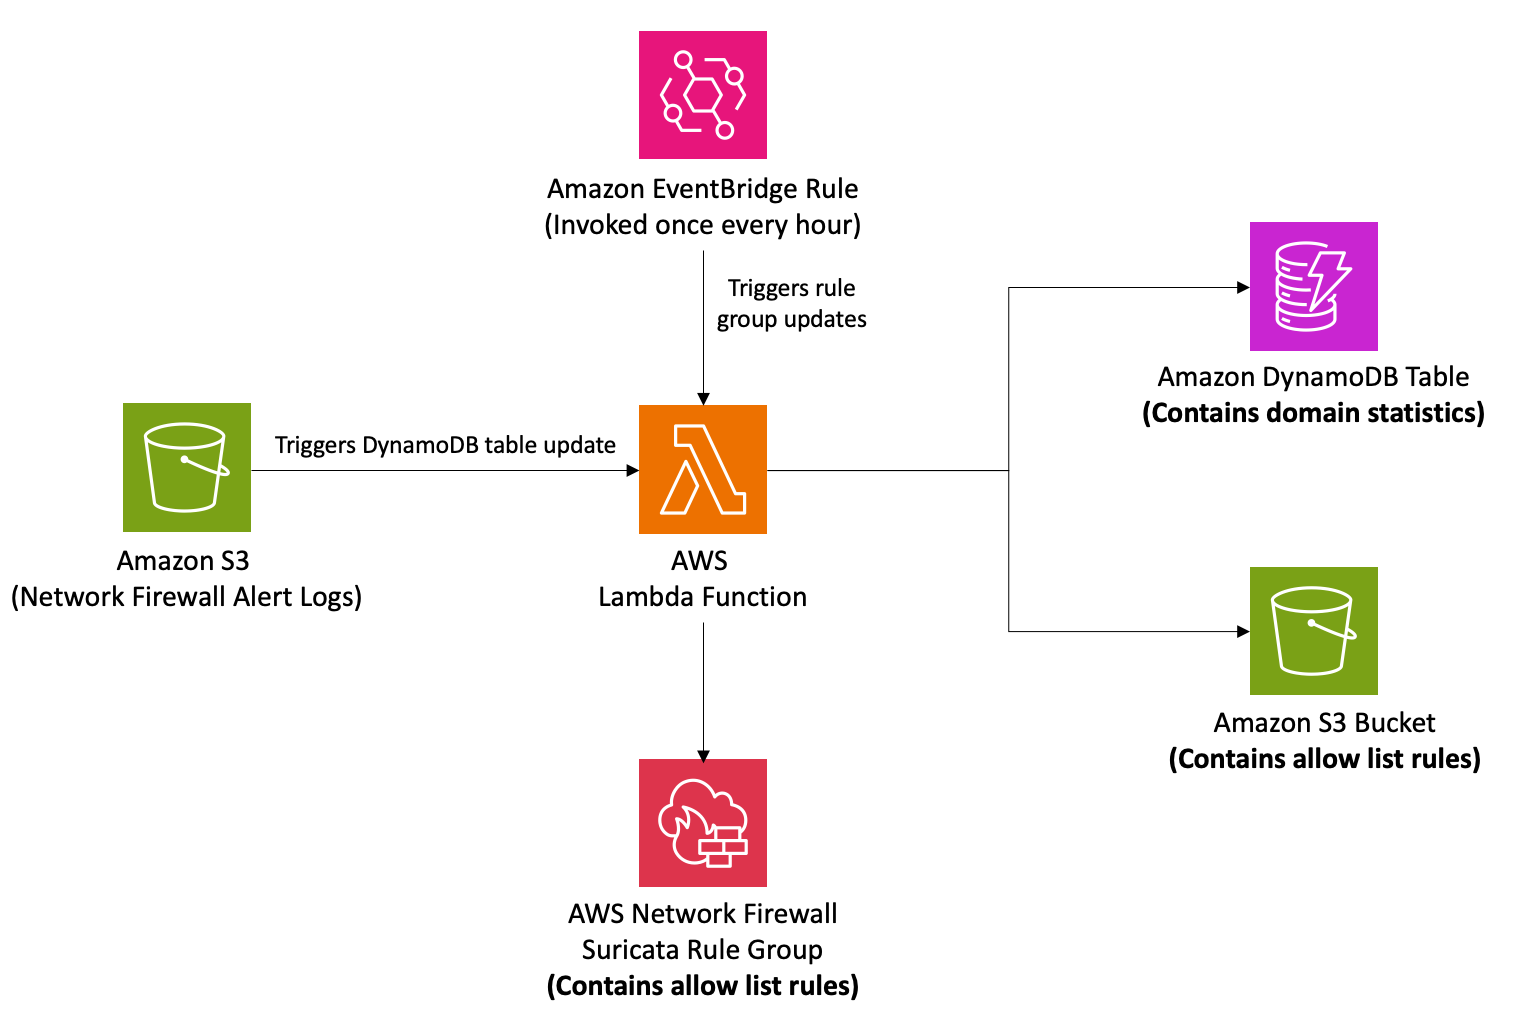 Amazon EventBridge Rule
(Invoked once every hour)
Triggers rule
group updates
Amazon DynamoDB Table
(Contains domain statistics)
Triggers DynamoDB table update
Amazon S3
(Network Firewall Alert Logs)
AWS
Lambda Function
Amazon S3 Bucket
(Contains allow list rules)
AWS Network Firewall
Suricata Rule Group
(Contains allow list rules)